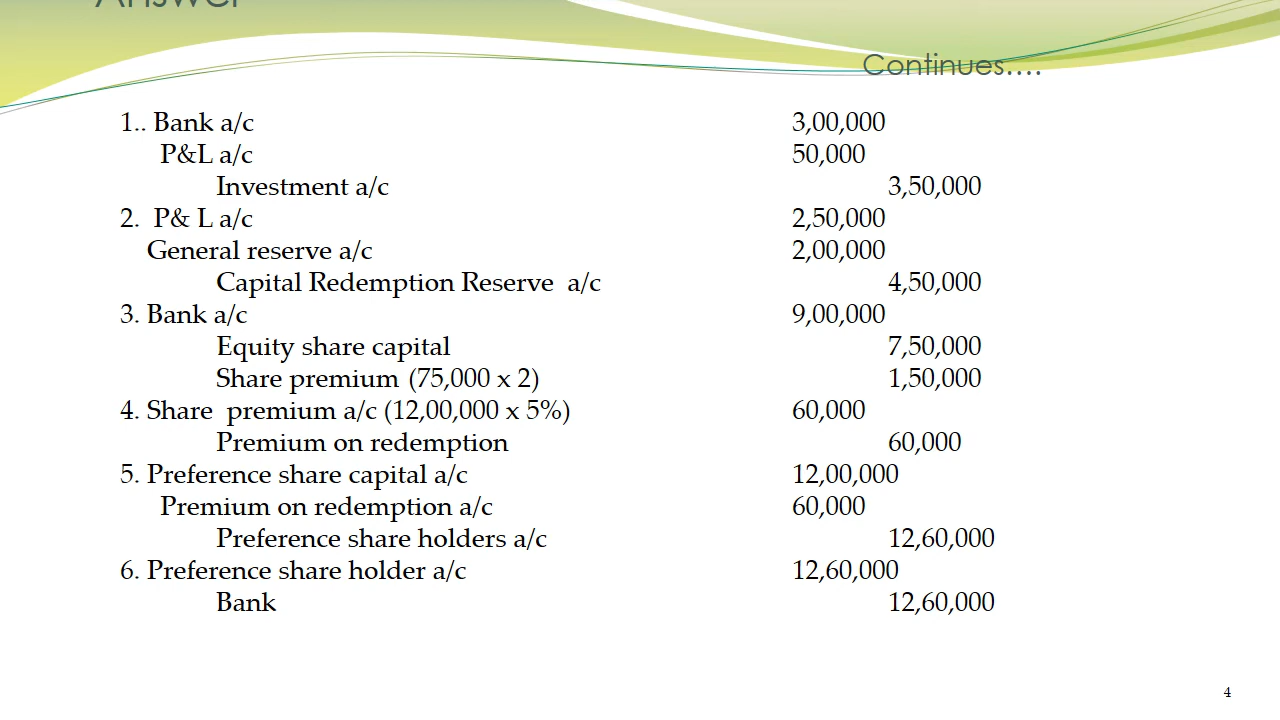 Answer
Continues....
1.. Bank a/c 3,00,000
P&L a/c 50,000
Investment a/c 3,50,000
2. P& L a/c 2,50,000
General reserve a/c 2,00,000
Capital Redemption Reserve a/c 4,50,000
3. Bank a/c 9,00,000
Equity share capital 7,50,000
Share premium (75,000 x 2) 1,50,000
4. Share premium a/c (12,00,000 x 5%) 60,000
Premium on redemption 60,000
5. Preference share capital a/c 12,00,000
Premium on redemption a/c 60,000
Preference share holders a/c 12,60,000
6. Preference share holder a/c 12,60,000
Bank 12,60,000
4